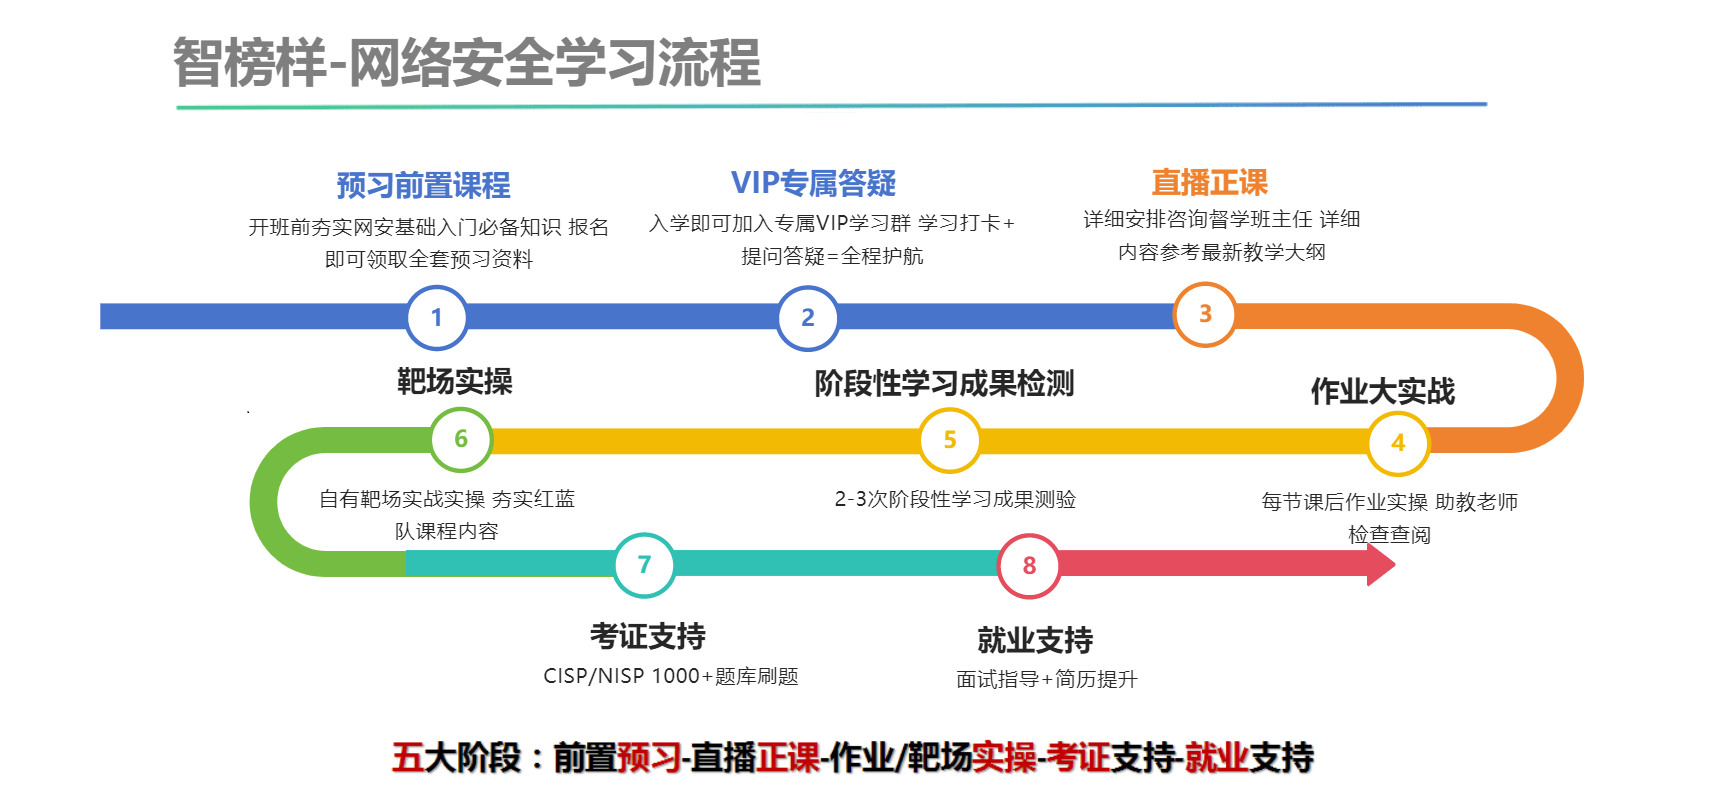 智榜样-网络安全学习流程
预习前置课程
开班前夯实网安基础入门必备知识 报名
即可领取全套预习资料
VIP专属答疑
入学即可加入专属VIP学习群 学习打卡+
提问答疑=全程护航
直播正课
详细安排咨询督学班主任 详细
内容参考最新教学大纲
1
2
3
作业大实战
4
每节课后作业实操 助教老师
检查查阅
阶段性学习成果检测
5
2-3次阶段性学习成果测验
靶场实操
6
自有靶场实战实操 夯实红蓝
队课程内容
7
考证支持
CISP/NISP 1000+题库刷题
8
就业支持
面试指导+简历提升
五大阶段：前置预习-直播正课-作业/靶场实操-考证支持-就业支持